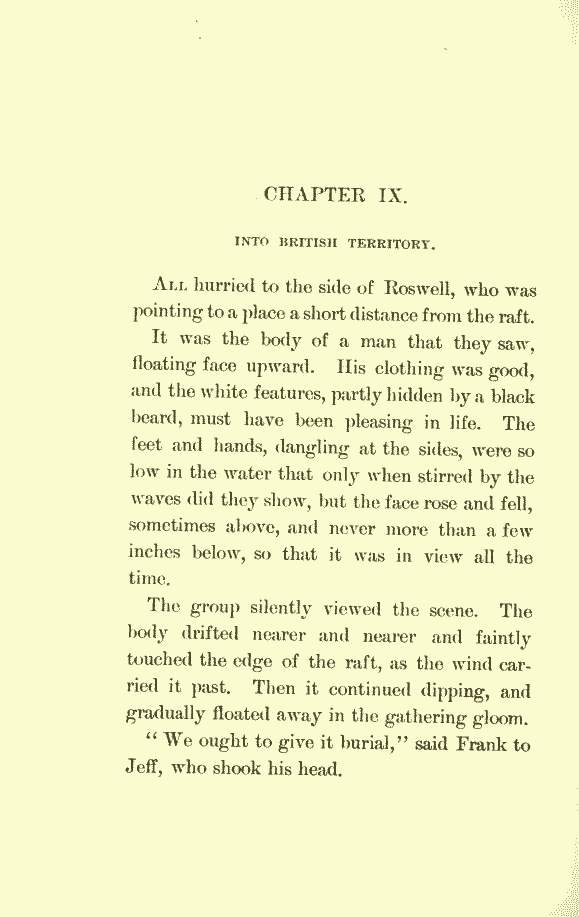 CHAPTER IX.
INTO BRITISH TERRITORY.
ALL hurried to the side of Roswell, who was
pointing to a place a short distance from the raft.
It was the body of a man that they saw,
floating face upward. His clothing was good,
and the white features, partly hidden by a black
beard, must have been pleasing in life. The
feet and hands, dangling at the sides, were so
low in the water that only when stirred by the
waves did they show, but the face rose and fell,
sometimes above, and never more than a few
inches below, so that it was in view all the
time.
The group silently viewed the scene. The
body drifted nearer and nearer and faintly
touched the edge of the raft, as the wind car-
ried it past. Then it continued dipping, and
gradually floated away in the gathering gloom.
“ We ought to give it burial,” said Frank to
Jeff, who shook his head.